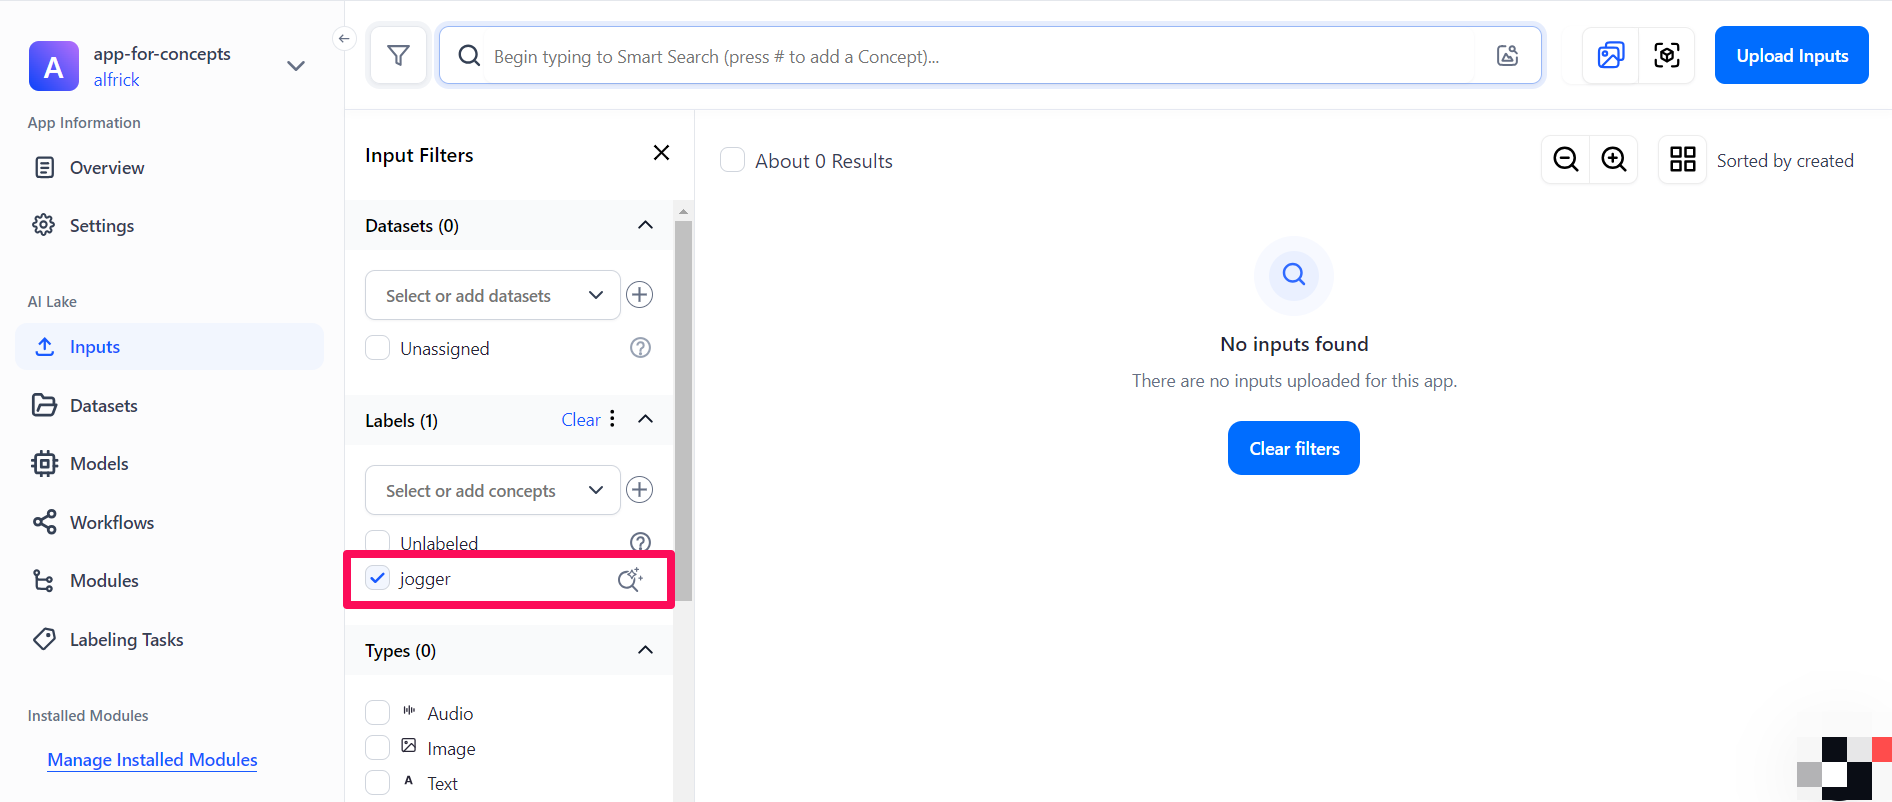 A
app-for-concepts
alfrick
App Information
Overview
Settings
AI Lake
Inputs
Datasets
Models
Workflows
Modules
Labeling Tasks
Installed Modules
Manage Installed Modules
Begin typing to Smart Search (press # to add a Concept)...
Upload Inputs
Input Filters
Datasets (0)
Select or add datasets
Unassigned
Labels (1) Clear
Select or add concepts
Unlabeled
jogger
Types (0)
Audio
Image
A Text
About 0 Results
Sorted by created
No inputs found
There are no inputs uploaded for this app.
Clear filters